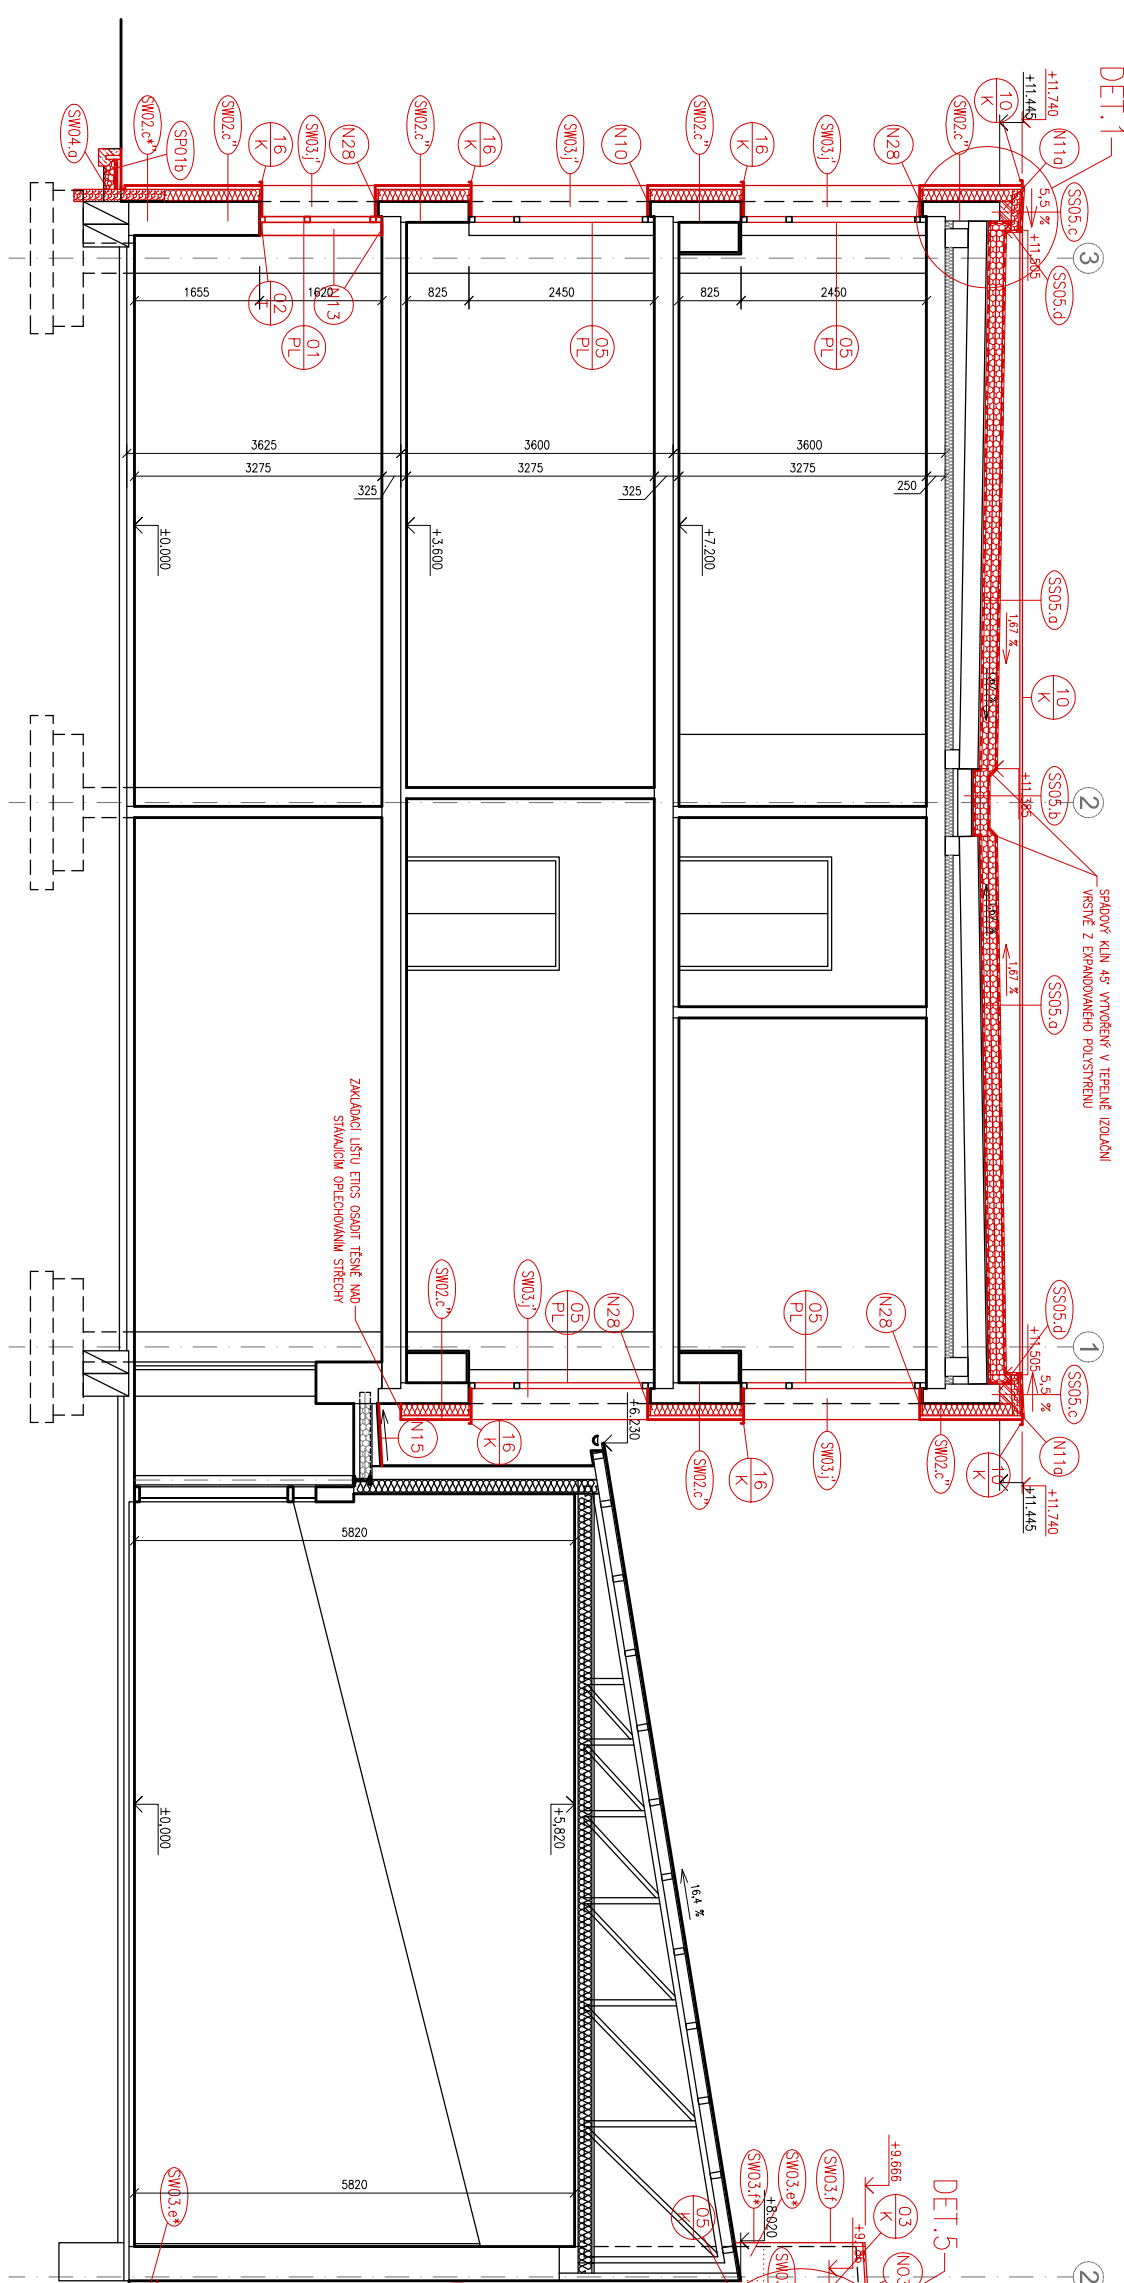 DET.1
+11.740
+11.445
10
K
N11a
5,5 %
SS05.c
+11.505
SS05.d
3
SW02.c"
N28
SW03.j'
16
K
SW02.c"
N10
SW03.j'
16
K
SW02.c"
N28
SW03.j'
16
K
SW02.c"
SP01b
SW02.c*"
SW04.a
2450
825
2450
825
1620
1655
05
PL
05
PL
N13
01
PL
02
3600
3600
3625
250
3275
325
3275
325
3275
+7.200
+3.600
±0.000
SS05.a
1,67 %
10
K
SS05.b
+11.385
2
SPÁDOVÝ KLÍN 45° VYTVOŘENÝ V TEPELNĚ IZOLAČNÍ
VRSTVĚ Z EXPANDOVANÉHO POLYSTYRENU
1,67 %
SS05.a
ZAKLÁDACÍ LIŠTU ETICS OSADIT TĚSNĚ NAD
STÁVAJÍCÍM OPLECHOVÁNÍM STŘECHY
SS05.d
+11.505
1
5,5 %
SS05.c
N11a
10
K
+11.740
+11.445
N28
05
PL
SW02.c"
SW03.j'
16
K
SW02.c"
N28
05
PL
SW03.j'
SW02.c"
16
K
N15
+6.230
5820
+5,820
±0,000
16,4 %
5820
SW03.e*
05
K
+8.020
SW03.f*
SW03.e*
SW03.f
+9.666
03
K
DET.5
2